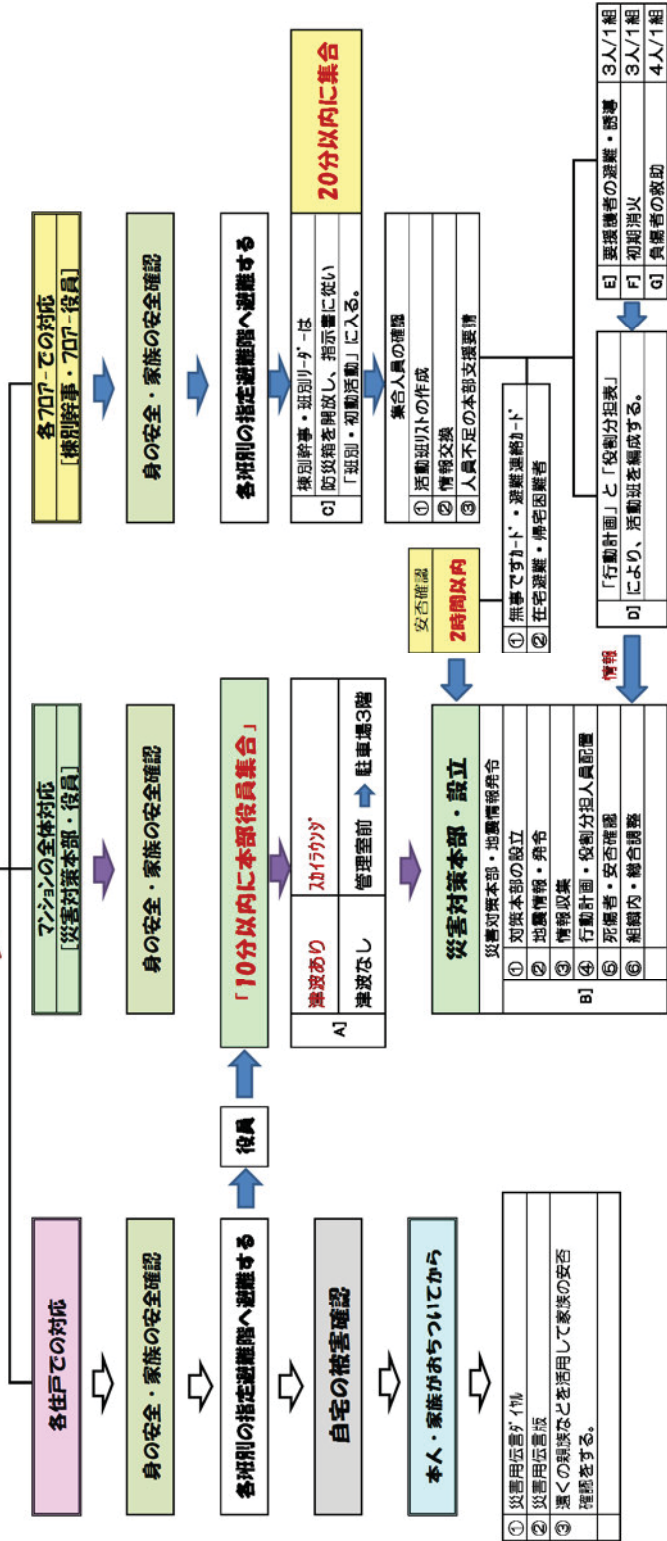 各住戸での対応
身の安全・家族の安全確認
各班別の指定避難階へ避難する
役員
自宅の被害確認
本人・家族がおちついてから
① 災害用伝言ダイヤル
② 災害用伝言版
③ 遠くの親族などを活用して家族の安否
確認をする。
マンションの全体対応
[災害対策本部・役員]
身の安全・家族の安全確認
「10分以内に本部役員集合」
A]
津波あり スカイラウンジ
津波なし 管理室前 駐車場3階
災害対策本部・設立
災害対策本部・地震情報発令
B]
① 対策本部の設立
② 地震情報・発令
③ 情報収集
④ 行動計画・役割分担人員配置
⑤ 死傷者・安否確認
⑥ 組織内・総合調整
各フロアーでの対応
[棟別幹事・フロアー役員]
身の安全・家族の安全確認
各班別の指定避難階へ避難する
C]
棟別幹事・班別リーダーは
防災箱を開放し、指示書に従い
「班別・初動活動」に入る。
20分以内に集合
集合人員の確認
① 活動班リストの作成
② 情報交換
③ 人員不足の本部支援要請
安否確認
2時間以内
① 無事ですカード・避難連絡カード
② 在宅避難・帰宅困難者
「行動計画」と「役割分担表」
D] により、活動班を編成する。
情報
E] 要援護者の避難・誘導 3人/1組
F] 初期消火 3人/1組
G] 負傷者の救助 4人/1組